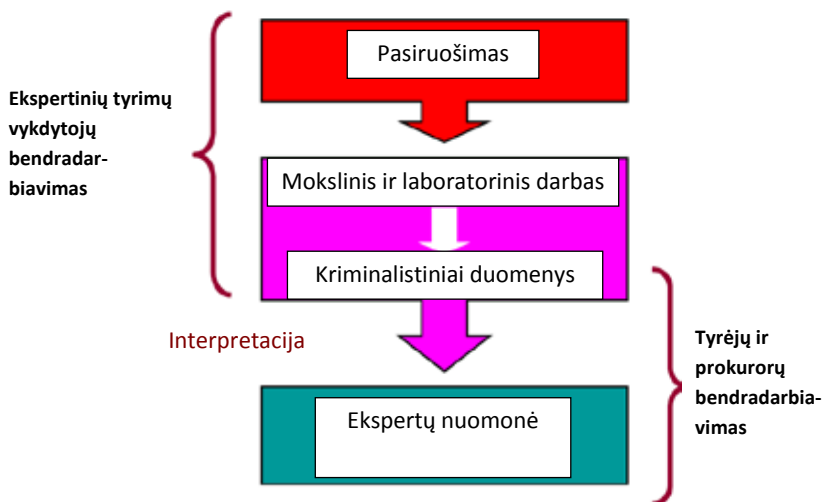 Pasiruošimas
Ekspertinių tyrimų
vykdytojų
bendradar-
biavimas
Mokslinis ir laboratorinis darbas
Kriminalistiniai duomenys
Interpretacija
Tyrėjų ir
prokurorų
bendradarbia-
vimas
Ekspertų nuomonė